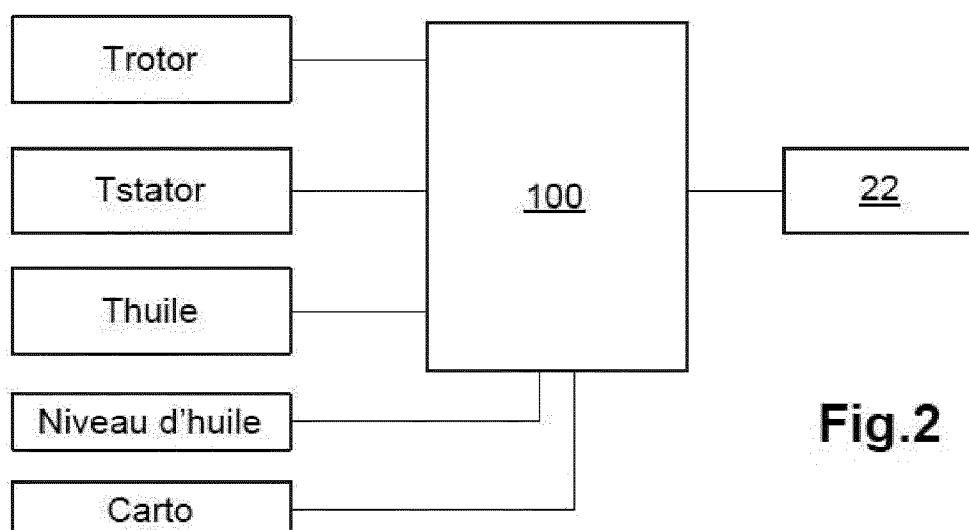 Trotor
Tstator
Thuile
Niveau d'huile
Carto
100
22
Fig.2